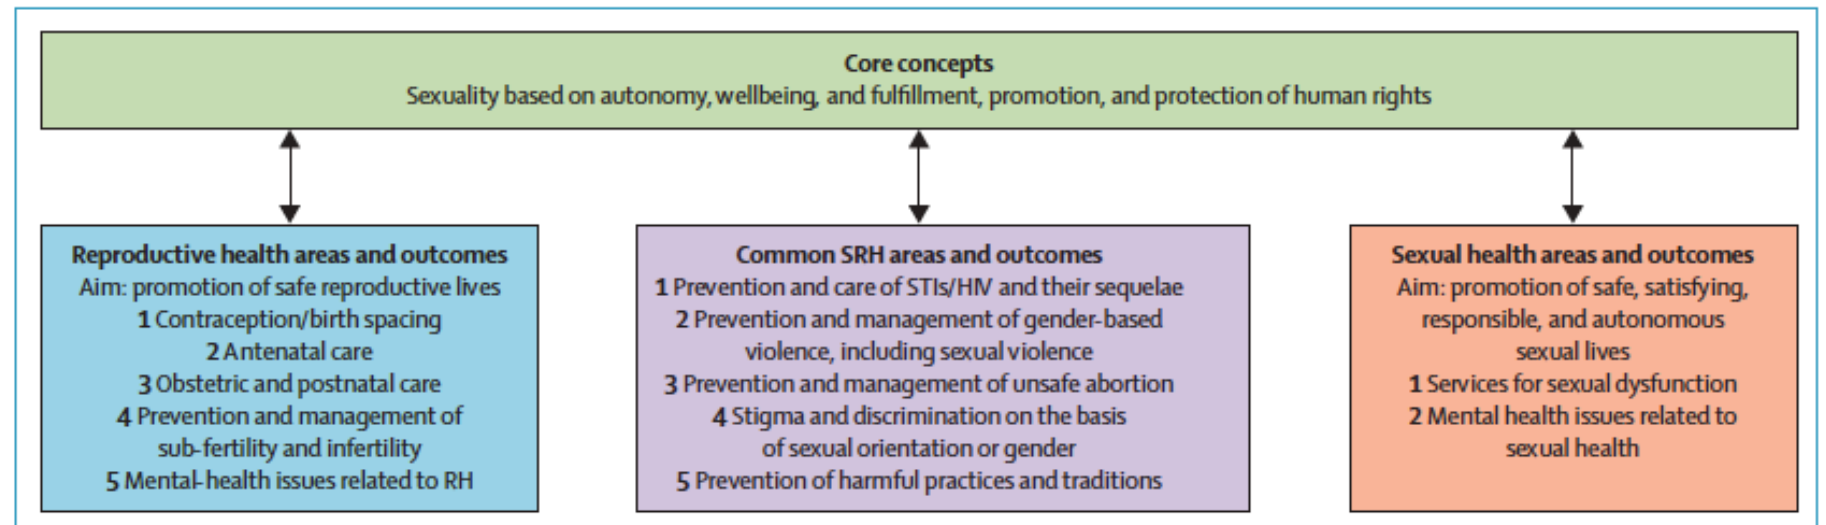 Core concepts
Sexuality based on autonomy, wellbeing, and fulfillment, promotion, and protection of human rights
Reproductive health areas and outcomes
Aim: promotion of safe reproductive lives
1 Contraception/birth spacing
2 Antenatal care
3 Obstetric and postnatal care
4 Prevention and management of
sub-fertility and infertility
5 Mental-health issues related to RH
Common SRH areas and outcomes
1 Prevention and care of STIs/HIV and their sequelae
2 Prevention and management of gender-based
violence, including sexual violence
3 Prevention and management of unsafe abortion
4 Stigma and discrimination on the basis
of sexual orientation or gender
5 Prevention of harmful practices and traditions
Sexual health areas and outcomes
Aim: promotion of safe, satisfying,
responsible, and autonomous
sexual lives
1 Services for sexual dysfunction
2 Mental health issues related to
sexual health